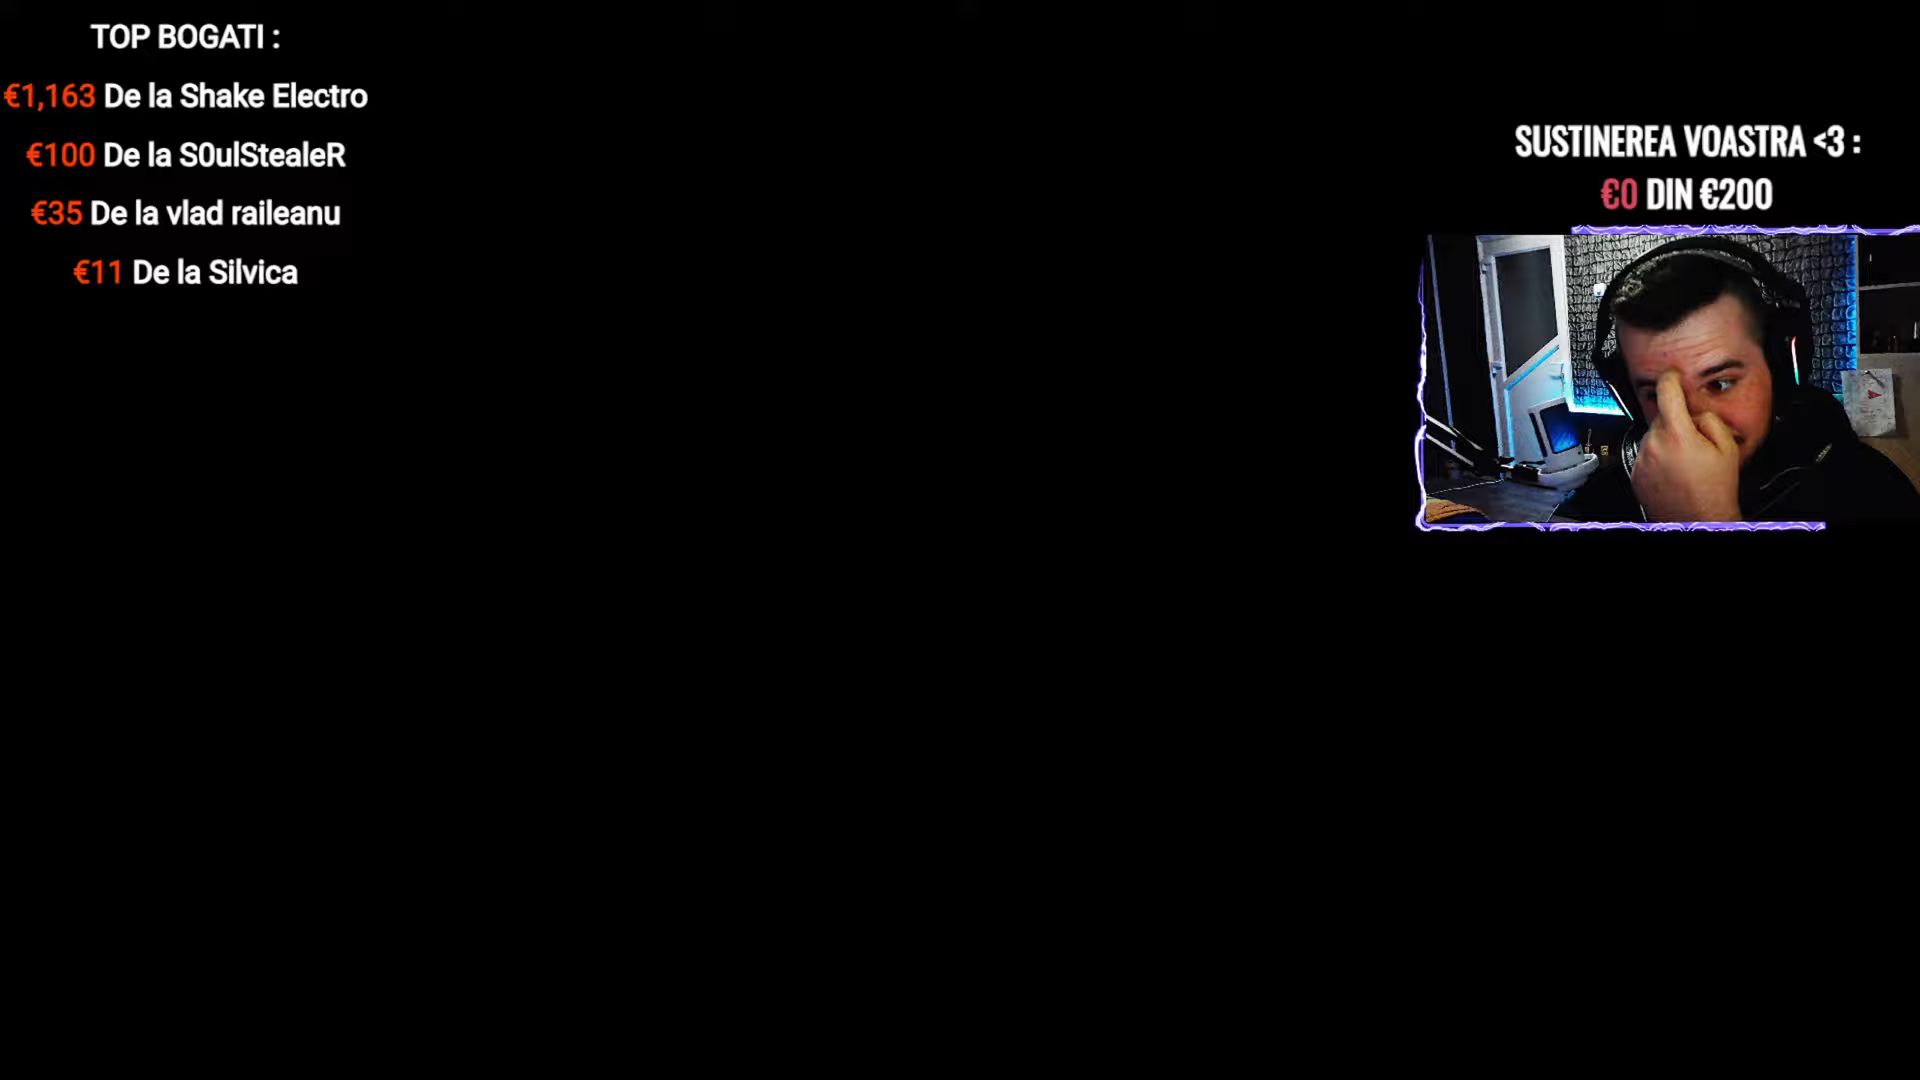 TOP BOGATI :
€1,163 De la Shake Electro
€100 De la S0ulStealeR
€35 De la vlad raileanu
€11 De la Silvica
SUSTINEREA VOASTRA <3 :
€0 DIN €200